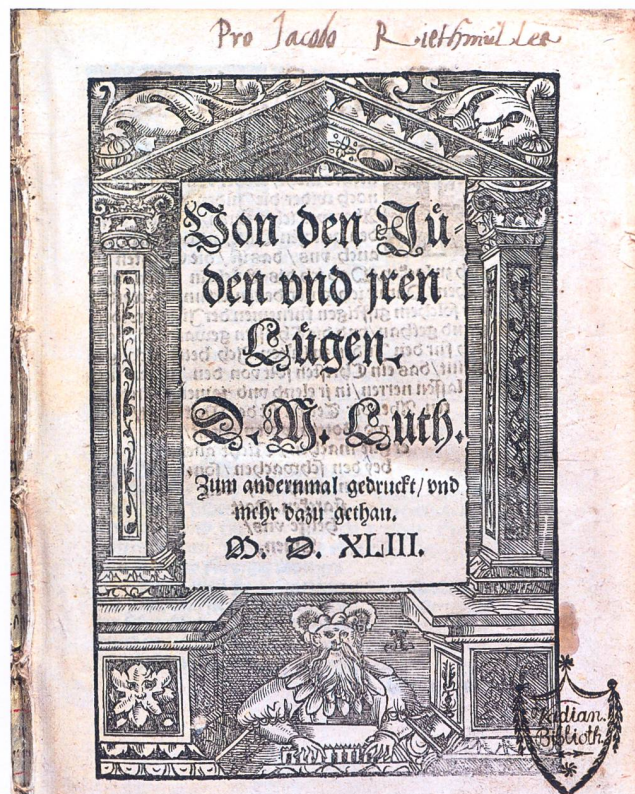 Pro Jacobo Riethmüller
Von den Jü-
den vnd jren
Lügen.
D. M. Luth.
Zum andernmal gedruckt/ vnd
mehr dazu gethan.
M. D. XLIII.
Vadian.
Biblioth.